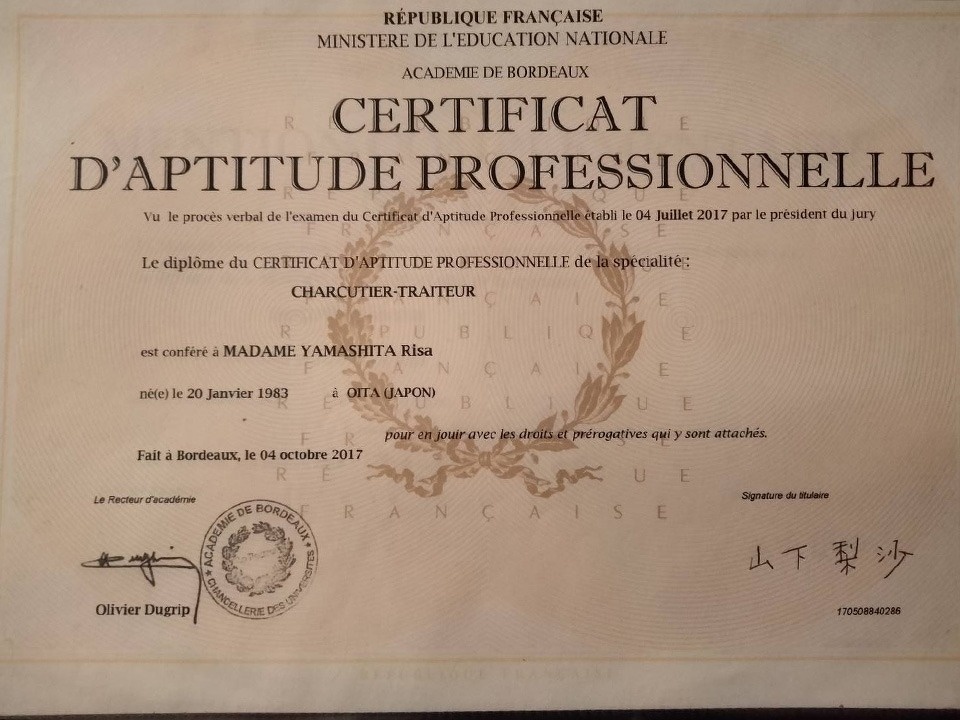 RÉPUBLIQUE FRANÇAISE
MINISTERE DE L'EDUCATION NATIONALE
ACADEMIE DE BORDEAUX
CERTIFICAT
D'APTITUDE PROFESSIONNELLE
Vu le procès verbal de l'examen du Certificat d'Aptitude Professionnelle établi le 04 Juillet 2017 par le président du jury
Le diplôme du CERTIFICAT D'APTITUDE PROFESSIONNELLE de la spécialité :
CHARCUTIER-TRAITEUR
est conféré à MADAME YAMASHITA Risa
né(e) le 20 Janvier 1983 à OITA (JAPON)
pour en jouir avec les droits et prérogatives qui y sont attachés.
Fait à Bordeaux, le 04 octobre 2017
Le Recteur d'académie
Signature du titulaire
ACADEMIE DE BORDEAUX
CHANCELLERIE DES UNIVERSITES
山下 梨沙
Olivier Dugrip
170508840286